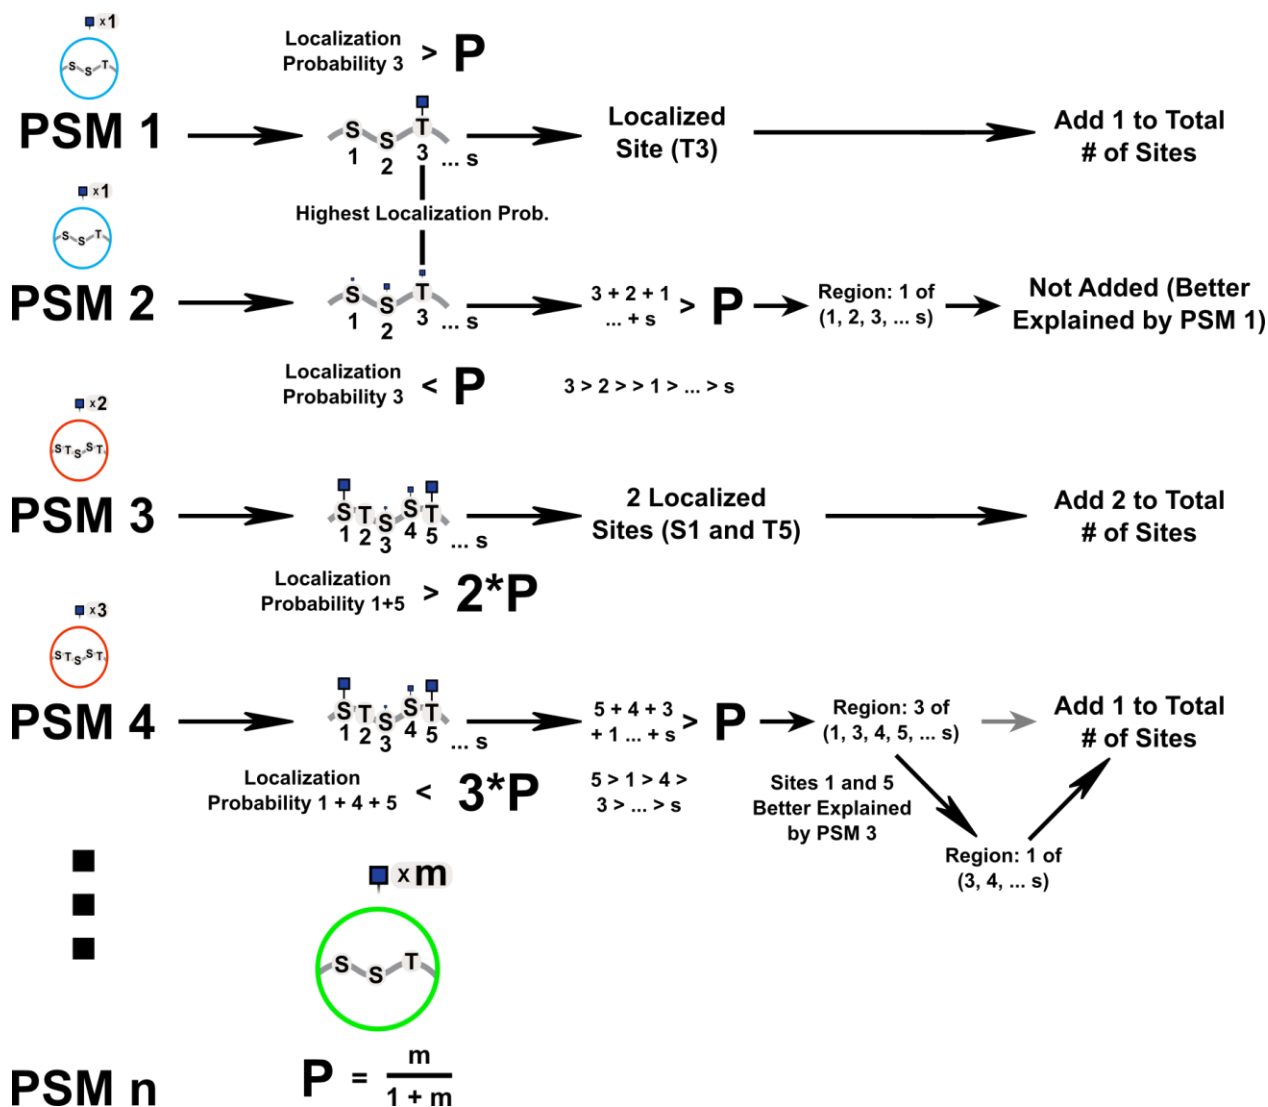 x1
S S T
PSM 1
Localization
Probability 3 > P
S S T
1 2 3 ... s
Localized
Site (T3)
Add 1 to Total
# of Sites
Highest Localization Prob.
x1
S S T
PSM 2
S S T
1 2 3 ... s
3 + 2 + 1
... + s
> P
Region: 1 of
(1, 2, 3, ... s)
Not Added (Better
Explained by PSM 1)
Localization
Probability 3 < P
3 > 2 > > 1 > ... > s
x2
S T S S T
PSM 3
S T S S T
1 2 3 4 5 ... s
2 Localized
Sites (S1 and T5)
Add 2 to Total
# of Sites
Localization
Probability 1+5 > 2*P
x3
S T S S T
PSM 4
S T S S T
1 2 3 4 5 ... s
5 + 4 + 3
+ 1 ... + s
> P
Region: 3 of
(1, 3, 4, 5, ... s)
Add 1 to Total
# of Sites
Localization
Probability 1 + 4 + 5 < 3*P
5 > 1 > 4 >
3 > ... > s
Sites 1 and 5
Better Explained
by PSM 3
Region: 1 of
(3, 4, ... s)
x m
S S T
PSM n
P = m
1 + m